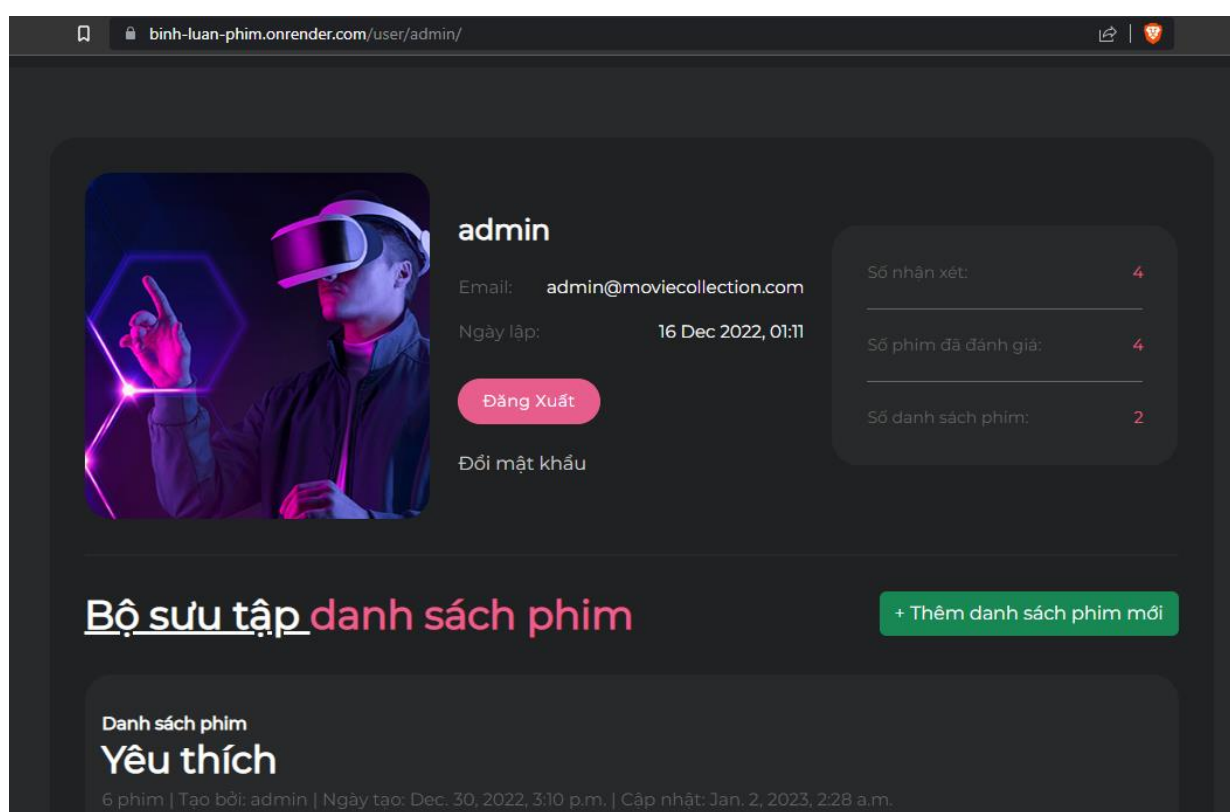 binh-luan-phim.onrender.com/user/admin/
admin
Email: admin@moviecollection.com
Ngày lập: 16 Dec 2022, 01:11
Đăng Xuất
Đổi mật khẩu
Số nhận xét: 4
Số phim đã đánh giá: 4
Số danh sách phim: 2
Bộ sưu tập danh sách phim
+ Thêm danh sách phim mới
Danh sách phim
Yêu thích
6 phim | Tạo bởi: admin | Ngày tạo: Dec. 30, 2022, 3:10 p.m. | Cập nhật: Jan. 2, 2023, 2:28 a.m.